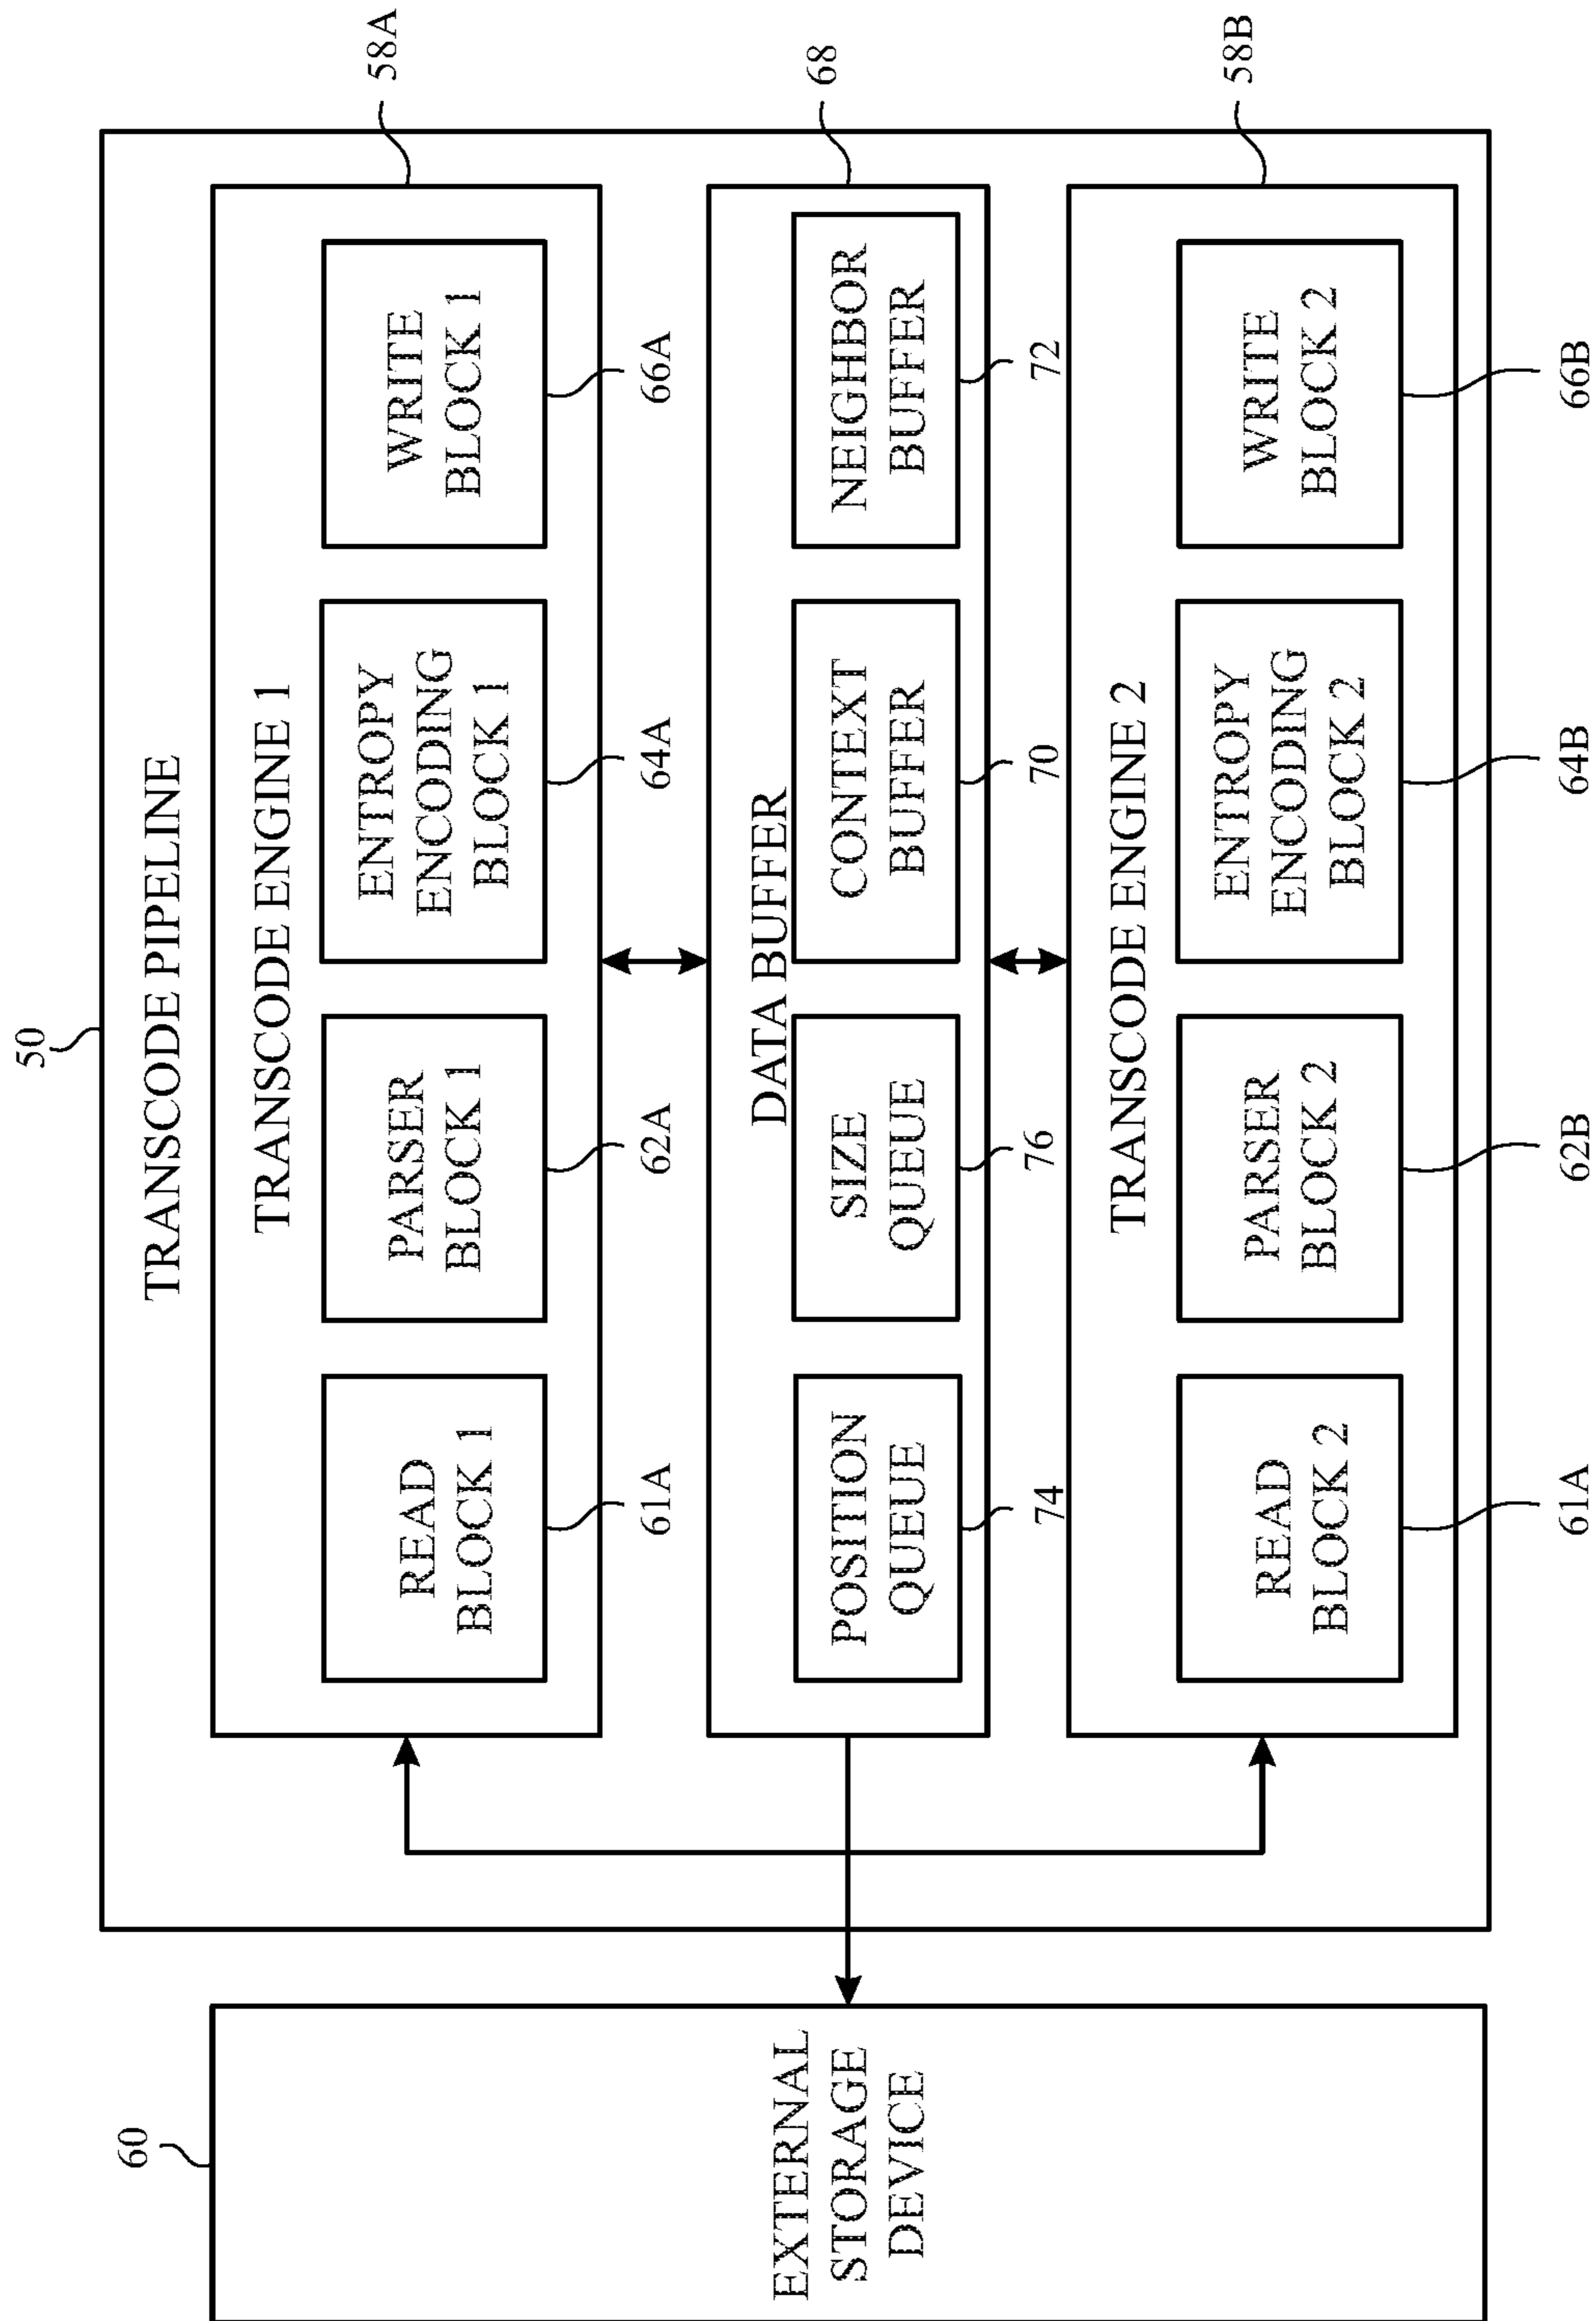 50
60
TRANSCODE PIPELINE
TRANSCODE ENGINE 1
58A
READ
BLOCK 1
PARSER
BLOCK 1
ENTROPY
ENCODING
BLOCK 1
WRITE
BLOCK 1
61A
62A
64A
66A
EXTERNAL
STORAGE
DEVICE
DATA BUFFER
68
POSITION
QUEUE
SIZE
QUEUE
CONTEXT
BUFFER
NEIGHBOR
BUFFER
74
76
70
72
TRANSCODE ENGINE 2
58B
READ
BLOCK 2
PARSER
BLOCK 2
ENTROPY
ENCODING
BLOCK 2
WRITE
BLOCK 2
61A
62B
64B
66B